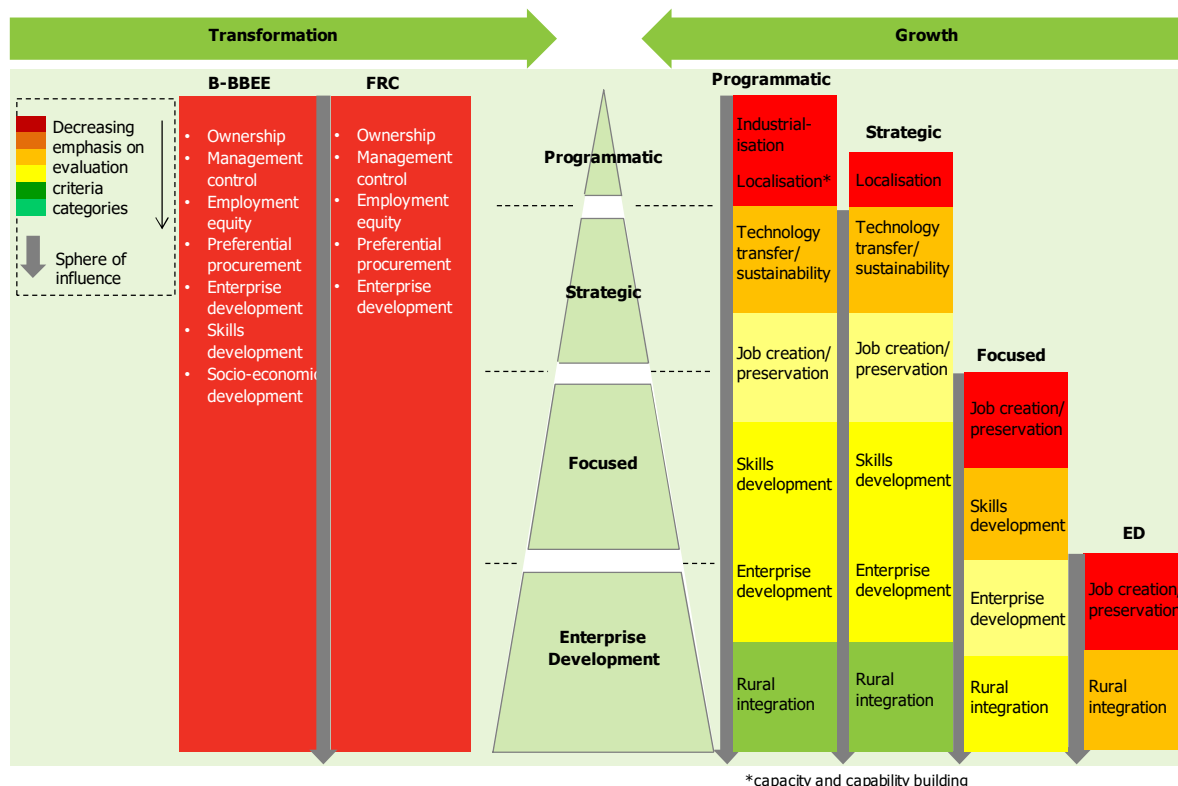 Transformation
Growth
B-BBEE
FRC
Programmatic
Strategic
Focused
ED
Decreasing
emphasis on
evaluation
criteria
categories
Sphere of
influence
• Ownership
• Management
control
• Employment
equity
• Preferential
procurement
• Enterprise
development
• Skills
development
• Socio-economic
development
• Ownership
• Management
control
• Employment
equity
• Preferential
procurement
• Enterprise
development
Programmatic
Strategic
Focused
Enterprise
Development
Industrial-
isation
Localisation*
Technology
transfer/
sustainability
Job creation/
preservation
Skills
development
Enterprise
development
Rural
integration
Localisation
Technology
transfer/
sustainability
Job creation/
preservation
Skills
development
Enterprise
development
Rural
integration
Job creation/
preservation
Skills
development
Enterprise
development
Rural
integration
Job creation/
preservation
Rural
integration
*capacity and capability building